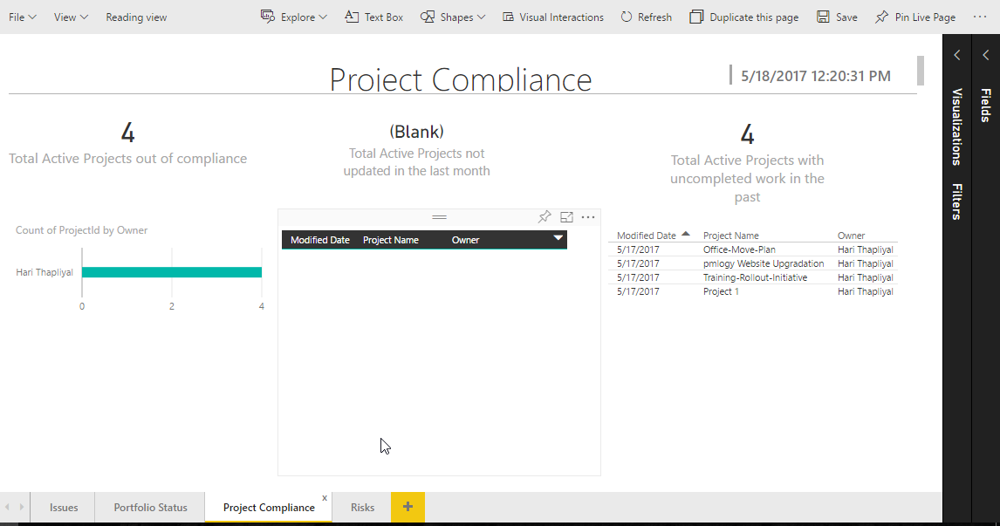 File View Reading view Explore Text Box Shapes Visual Interactions Refresh Duplicate this page Save Pin Live Page
Project Compliance
5/18/2017 12:20:31 PM
4
Total Active Projects out of compliance
(Blank)
Total Active Projects not
updated in the last month
4
Total Active Projects with
uncompleted work in the
past
Count of ProjectId by Owner
Hari Thapliyal
0 2 4
Modified Date Project Name Owner
Modified Date Project Name Owner
5/17/2017 Office-Move-Plan Hari Thapliyal
5/17/2017 pmlogy Website Upgradation Hari Thapliyal
5/17/2017 Training-Rollout-Initiative Hari Thapliyal
5/17/2017 Project 1 Hari Thapliyal
Visualizations
Filters
Fields
Issues Portfolio Status Project Compliance x Risks +